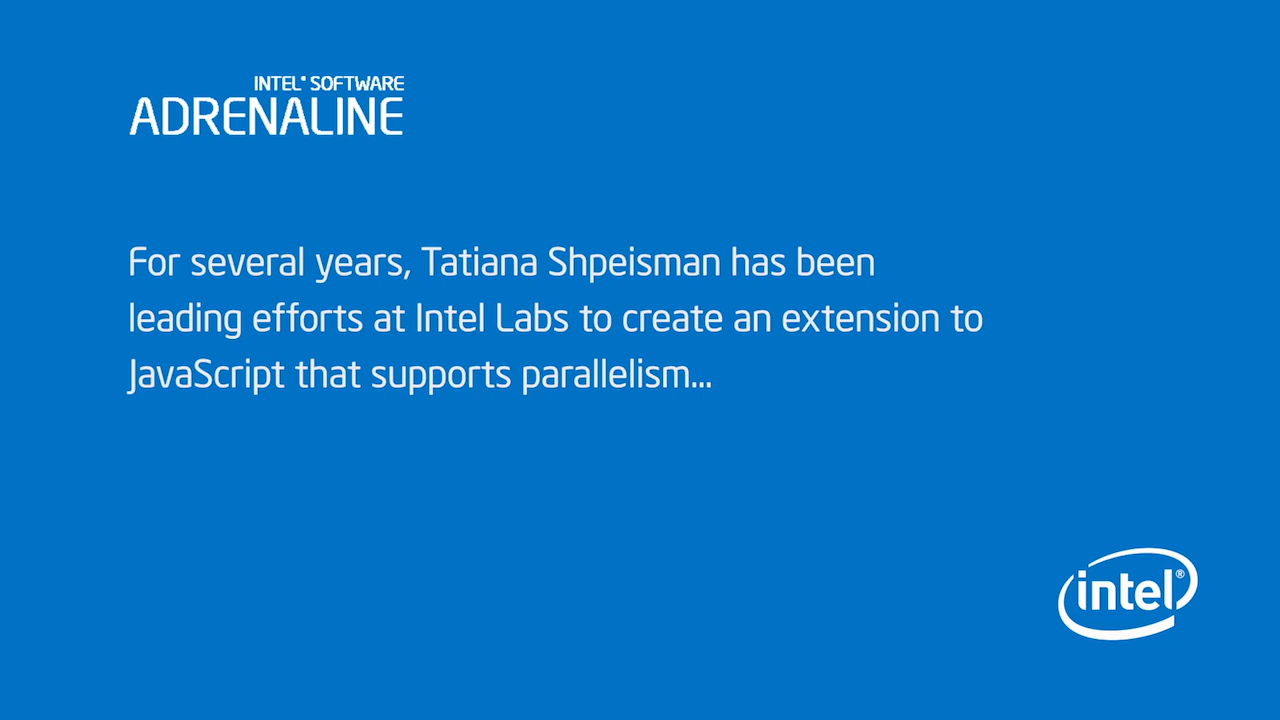 INTEL® SOFTWARE
ADRENALINE
For several years, Tatiana Shpeisman has been
leading efforts at Intel Labs to create an extension to
JavaScript that supports parallelism...
intel®